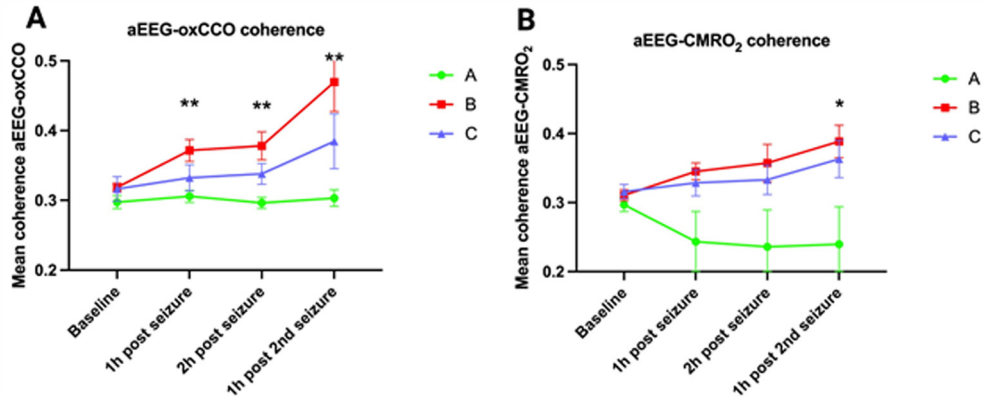 A
aEEG-oxCCO coherence
Mean coherence aEEG-oxCCO
0.5
0.4
0.3
0.2
**
**
**
Baseline
1h post seizure
2h post seizure
1h post 2nd seizure
A
B
C
B
aEEG-CMRO₂ coherence
Mean coherence aEEG-CMRO₂
0.5
0.4
0.3
0.2
*
Baseline
1h post seizure
2h post seizure
1h post 2nd seizure
A
B
C